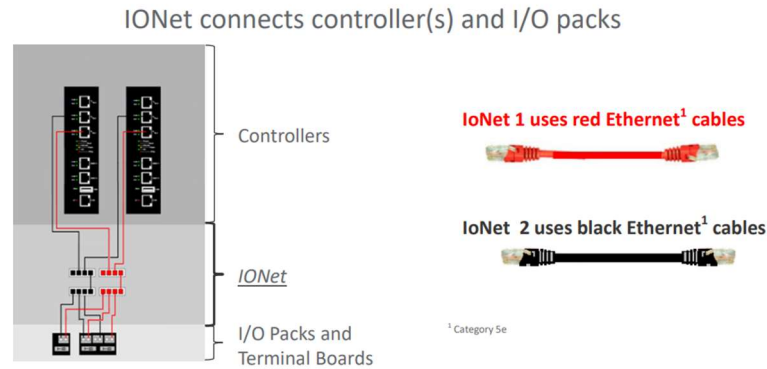 IONet connects controller(s) and I/O packs
Controllers
IoNet 1 uses red Ethernet1 cables
IoNet 2 uses black Ethernet1 cables
IONet
1 Category 5e
I/O Packs and
Terminal Boards